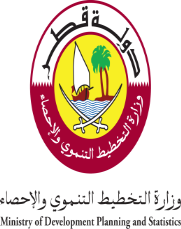 دولة قطر
وزارة التخطيط التنموي والإحصاء
وزارة التخطيط التنموي والإحصاء
Ministry of Development Planning and Statistics